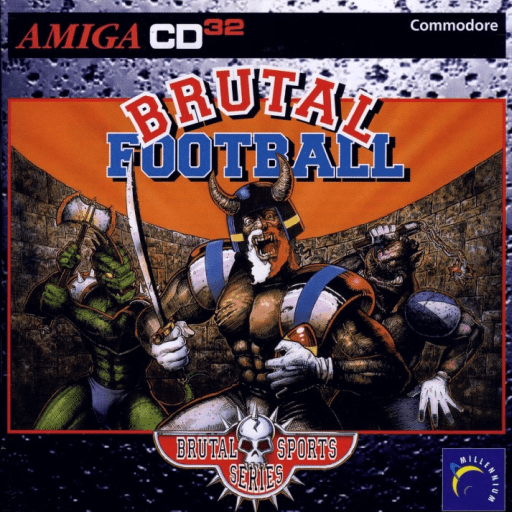 AMIGA CD32
Commodore
BRUTAL
FOOTBALL
BRUTAL SPORTS
SERIES
MILLENNIUM